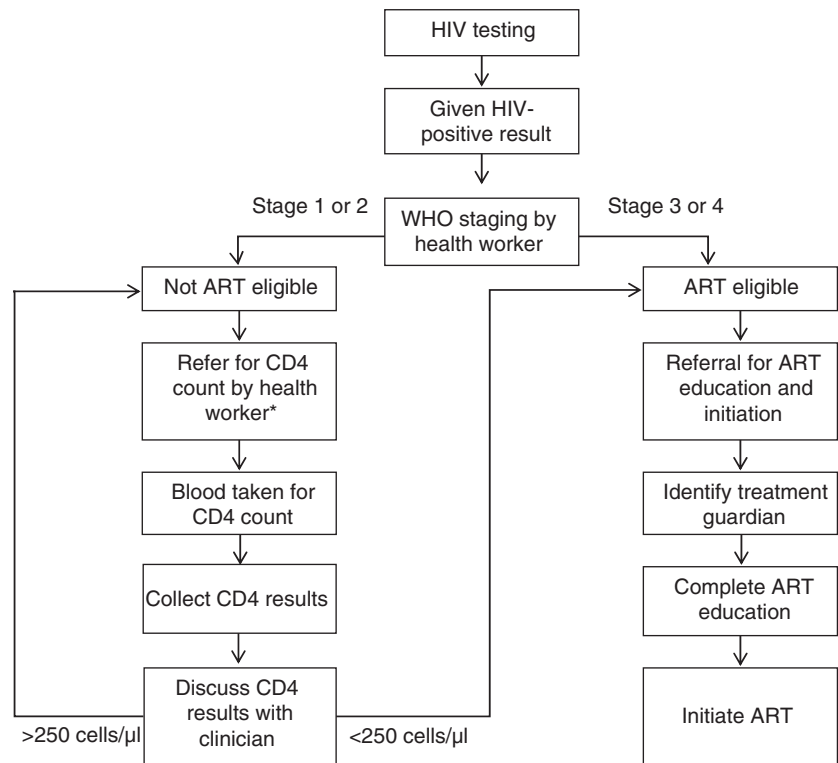 HIV testing
Given HIV-
positive result
Stage 1 or 2
WHO staging by
health worker
Stage 3 or 4
Not ART eligible
ART eligible
Refer for CD4
count by health
worker*
Referral for ART
education and
initiation
Blood taken for
CD4 count
Identify treatment
guardian
Collect CD4 results
Complete ART
education
Discuss CD4
results with
clinician
>250 cells/µl
<250 cells/µl
Initiate ART